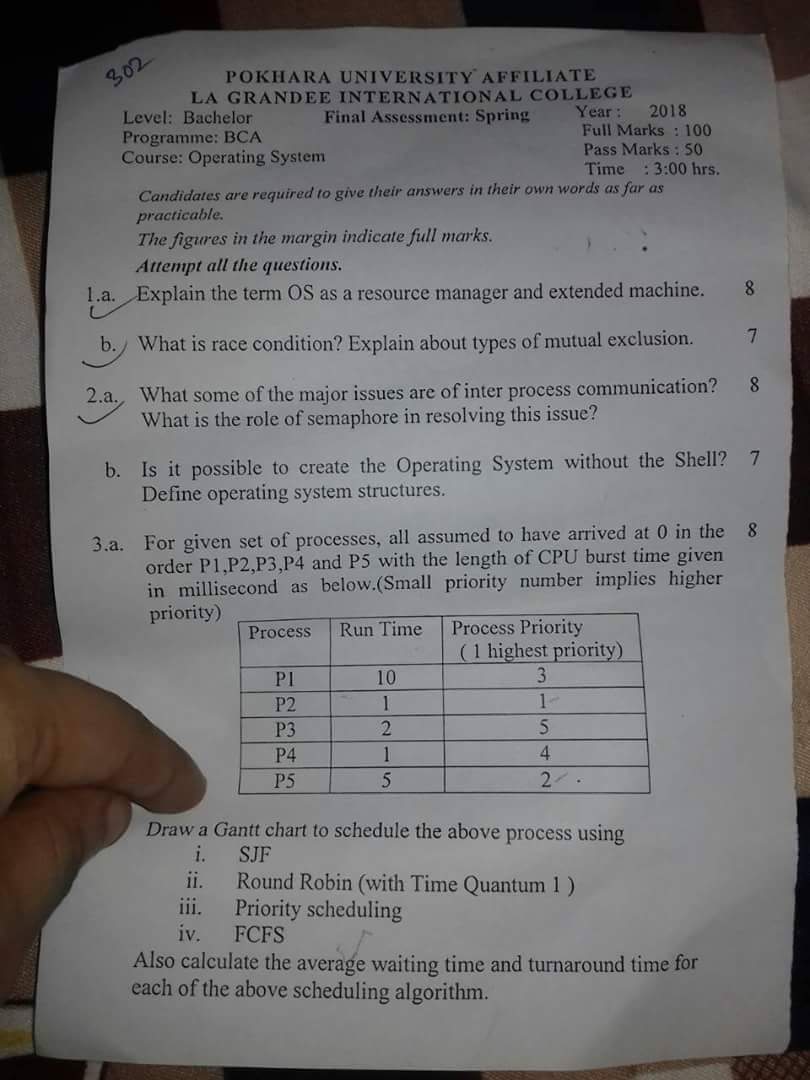 302
POKHARA UNIVERSITY AFFILIATE
LA GRANDEE INTERNATIONAL COLLEGE
Level: Bachelor Final Assessment: Spring Year : 2018
Programme: BCA Full Marks : 100
Course: Operating System Pass Marks : 50
Time : 3:00 hrs.
Candidates are required to give their answers in their own words as far as
practicable.
The figures in the margin indicate full marks.
Attempt all the questions.
1.a. Explain the term OS as a resource manager and extended machine. 8
b. What is race condition? Explain about types of mutual exclusion. 7
2.a. What some of the major issues are of inter process communication? 8
What is the role of semaphore in resolving this issue?
b. Is it possible to create the Operating System without the Shell? 7
Define operating system structures.
3.a. For given set of processes, all assumed to have arrived at 0 in the 8
order P1,P2,P3,P4 and P5 with the length of CPU burst time given
in millisecond as below.(Small priority number implies higher
priority)
Process Run Time Process Priority
( 1 highest priority)
P1 10 3
P2 1 1
P3 2 5
P4 1 4
P5 5 2
Draw a Gantt chart to schedule the above process using
i. SJF
ii. Round Robin (with Time Quantum 1 )
iii. Priority scheduling
iv. FCFS
Also calculate the average waiting time and turnaround time for
each of the above scheduling algorithm.